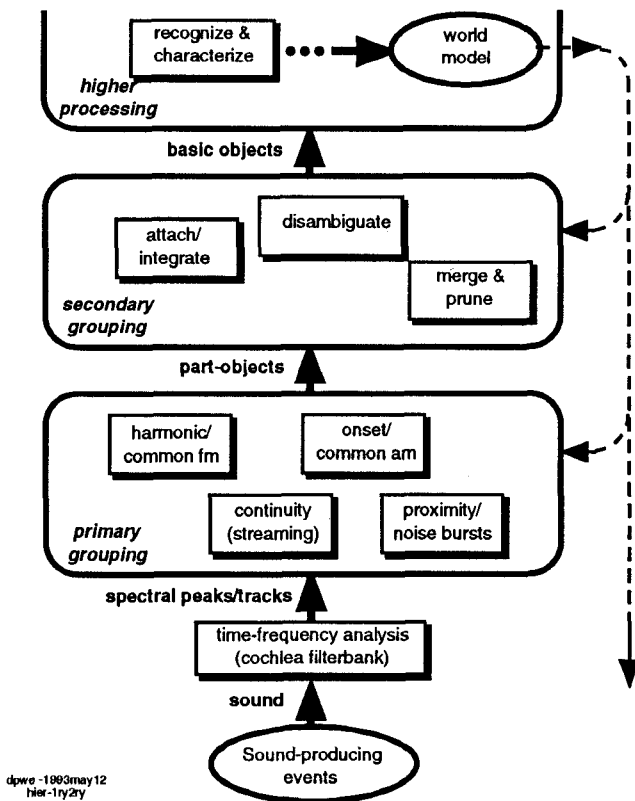 recognize &
characterize
world
model
higher
processing
basic objects
disambiguate
attach/
integrate
merge &
prune
secondary
grouping
part-objects
harmonic/
common fm
onset/
common am
continuity
(streaming)
proximity/
noise bursts
primary
grouping
spectral peaks/tracks
time-frequency analysis
(cochlea filterbank)
sound
Sound-producing
events
dpwe -1993may12
hier-1ry2ry